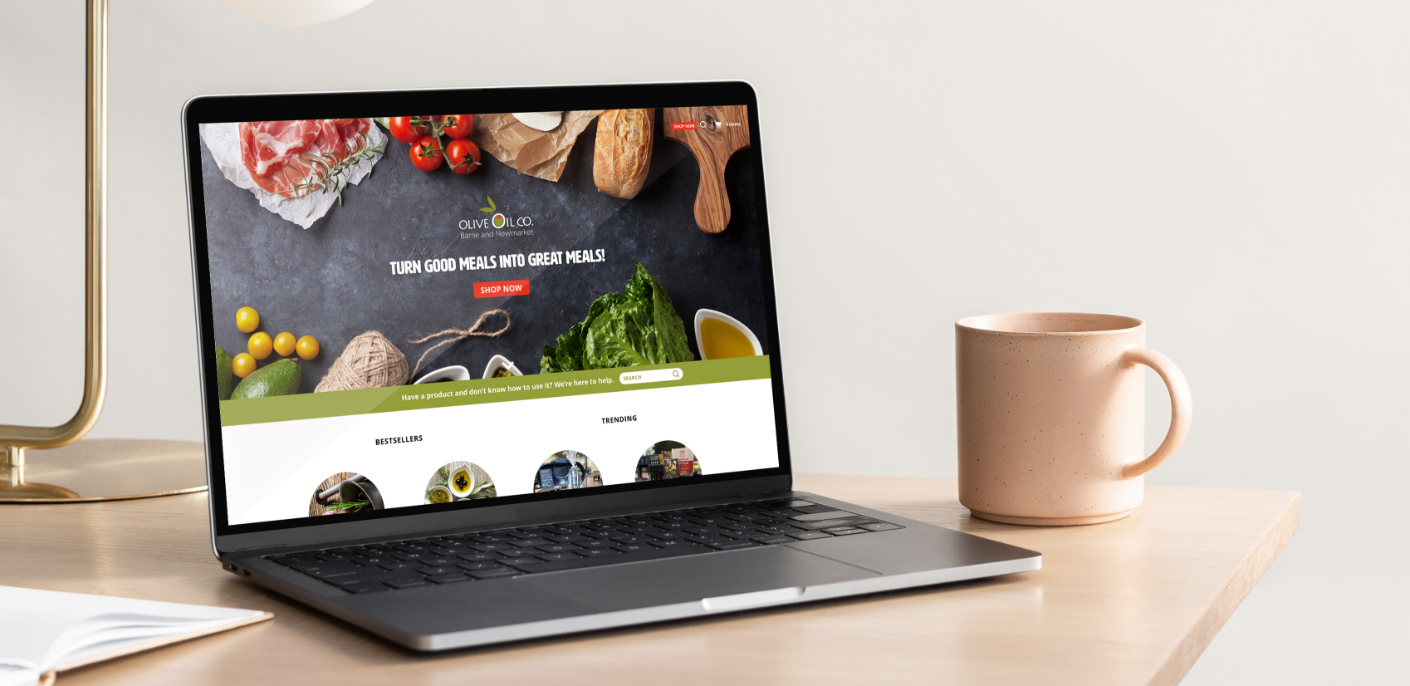 SHOP NOW
OLIVE OIL CO.
Barrie and Newmarket
TURN GOOD MEALS INTO GREAT MEALS!
SHOP NOW
Have a product and don't know how to use it? We're here to help.
SEARCH
BESTSELLERS
TRENDING